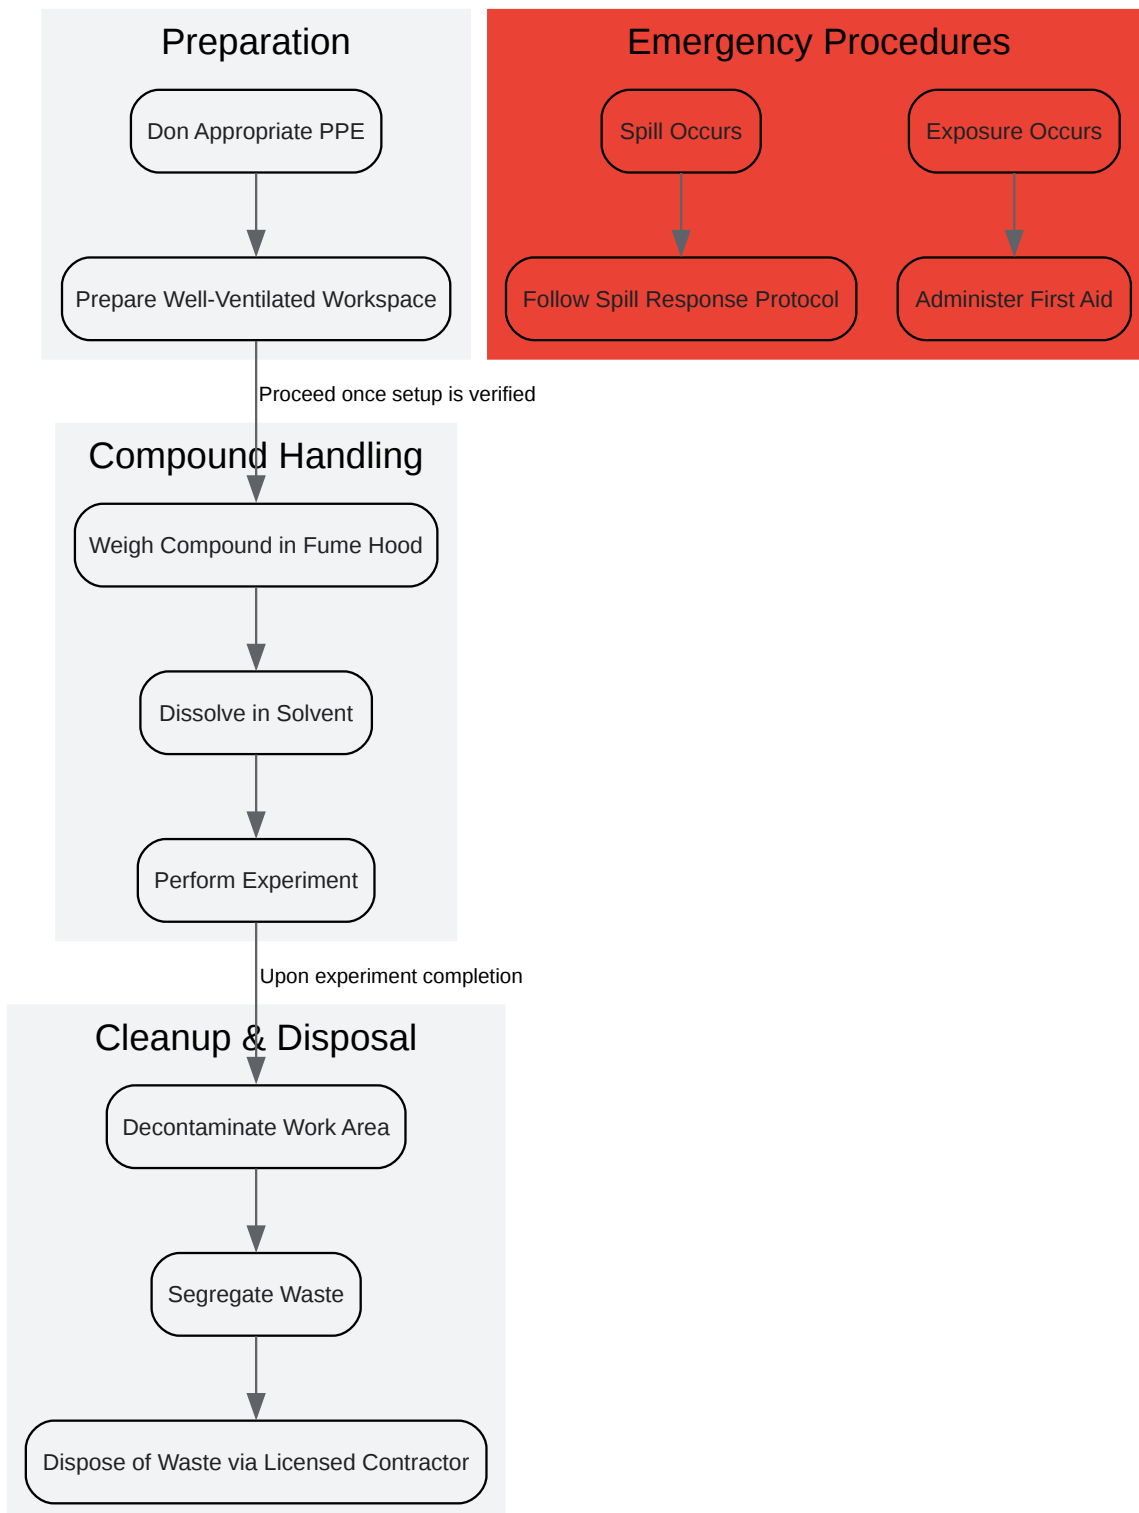 Preparation
Don Appropriate PPE
Prepare Well-Ventilated Workspace
Emergency Procedures
Spill Occurs
Exposure Occurs
Follow Spill Response Protocol
Administer First Aid
Proceed once setup is verified
Compound Handling
Weigh Compound in Fume Hood
Dissolve in Solvent
Perform Experiment
Upon experiment completion
Cleanup & Disposal
Decontaminate Work Area
Segregate Waste
Dispose of Waste via Licensed Contractor